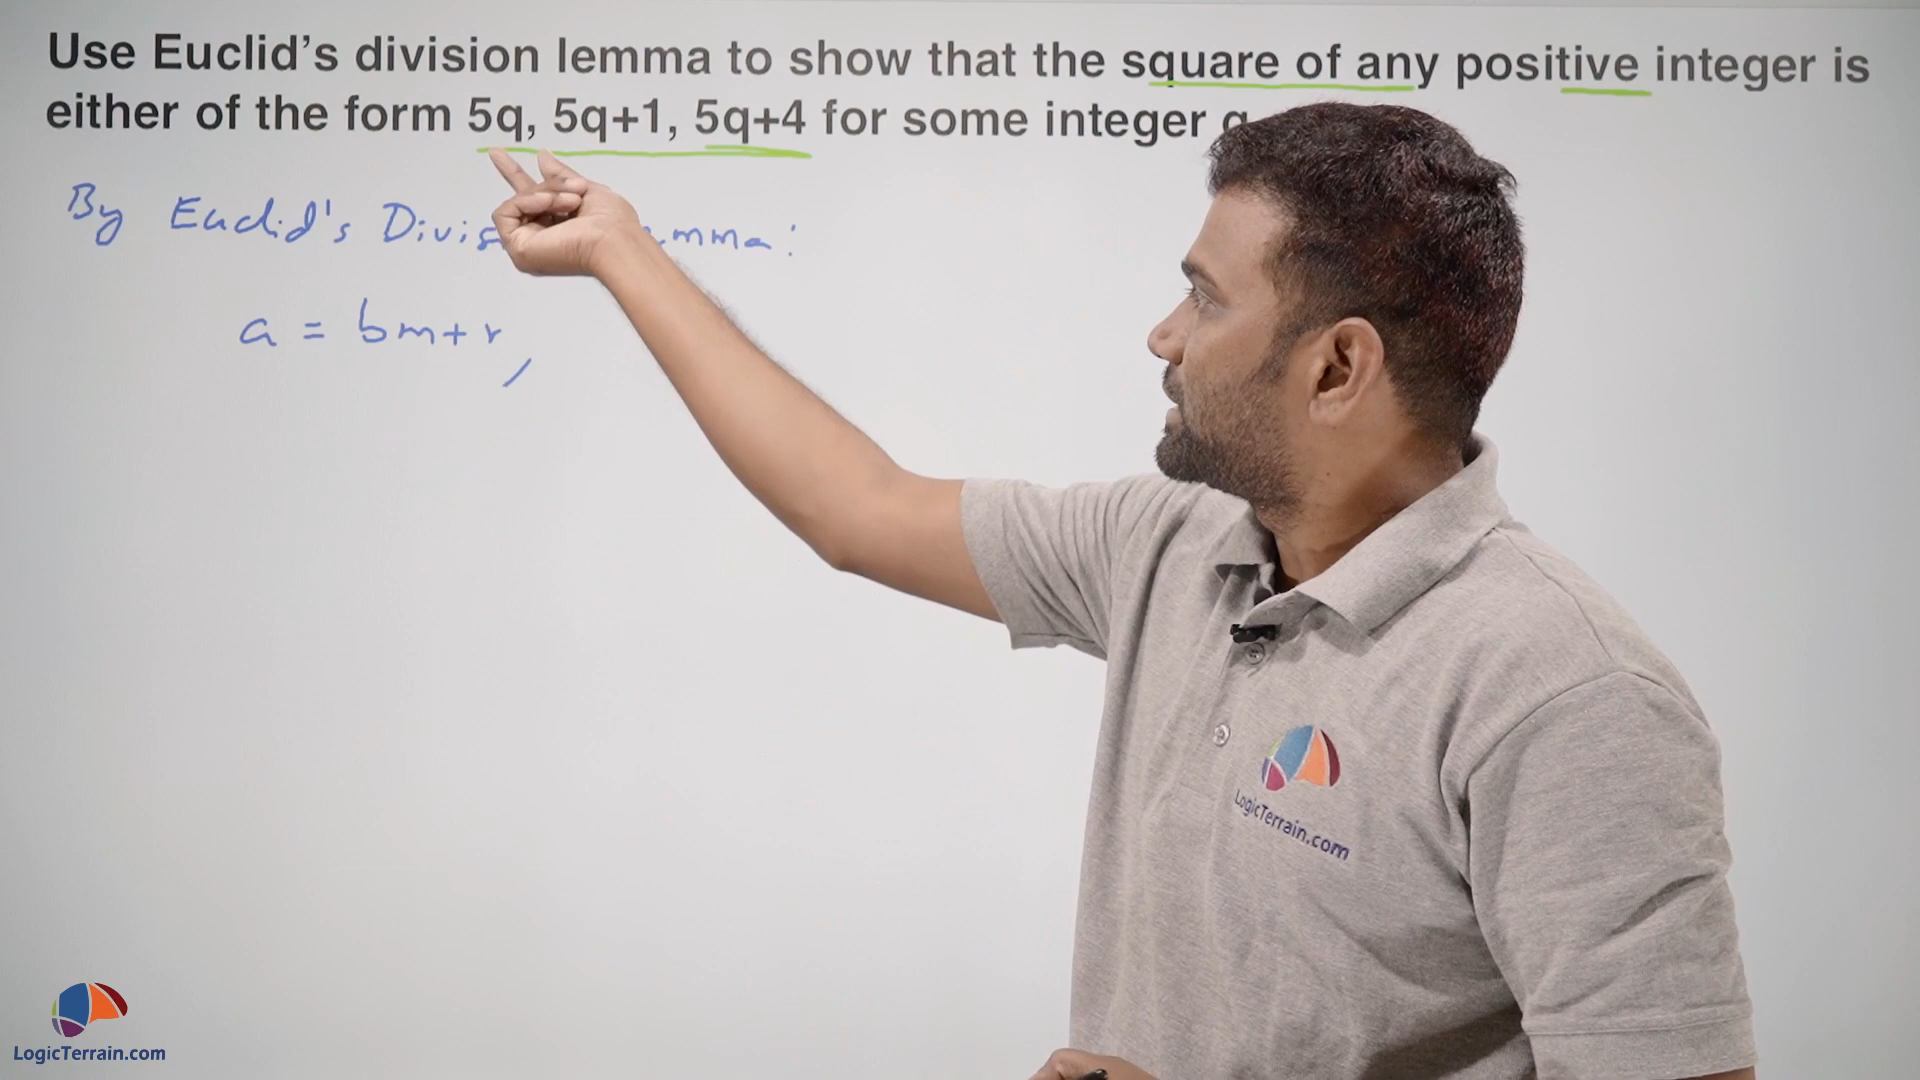 Use Euclid's division lemma to show that the square of any positive integer is
either of the form 5q, 5q+1, 5q+4 for some integer
By Euclid's :
a = bm+r,
LogicTerrain.com
LogicTerrain.com